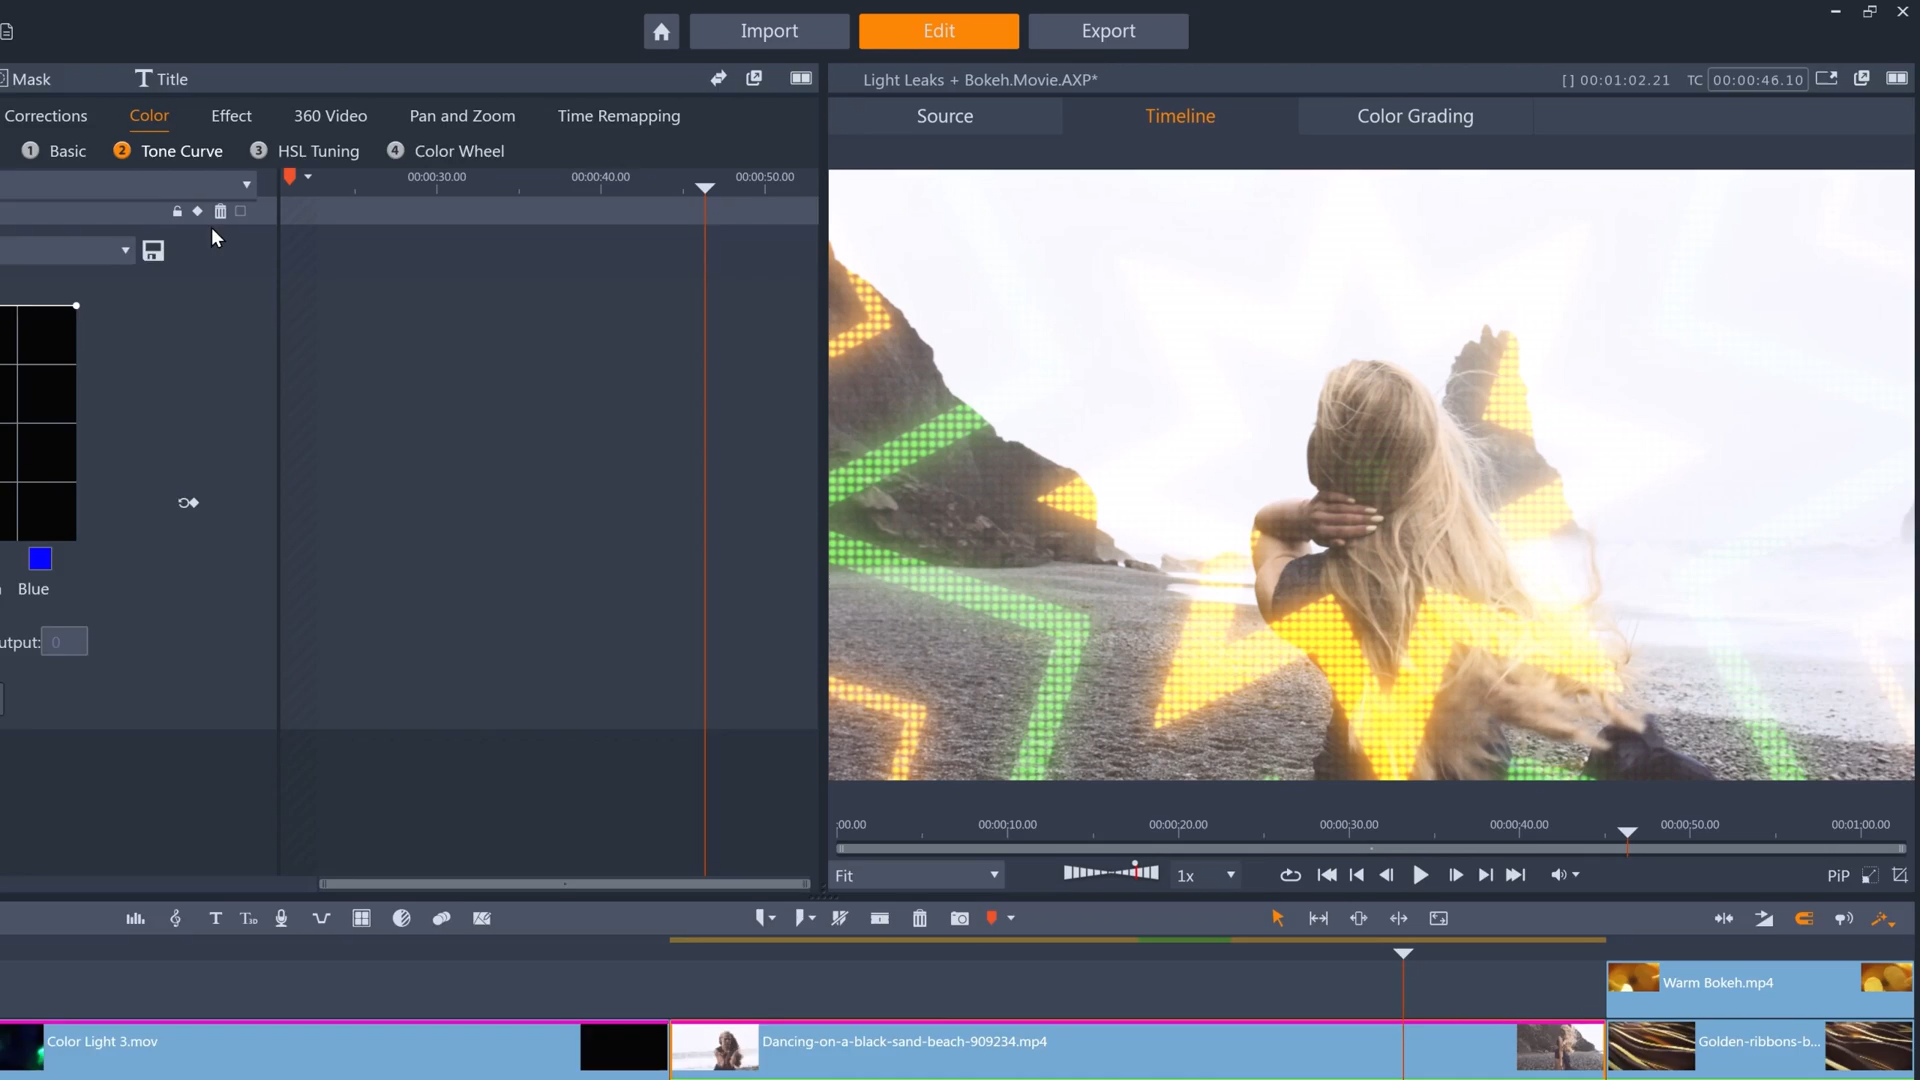 Import
Edit
Export
Mask
Title
Light Leaks + Bokeh.Movie.AXP*
[ ] 00:01:02.21
TC 00:00:46.10
Corrections
Color
Effect
360 Video
Pan and Zoom
Time Remapping
Source
Timeline
Color Grading
1 Basic
2 Tone Curve
3 HSL Tuning
4 Color Wheel
00:00:30.00
00:00:40.00
00:00:50.00
Blue
utput: 0
:00.00
00:00:10.00
00:00:20.00
00:00:30.00
00:00:40.00
00:00:50.00
00:01:00.00
Fit
1x
PiP
T
T3D
Warm Bokeh.mp4
Color Light 3.mov
Dancing-on-a-black-sand-beach-909234.mp4
Golden-ribbons-b...